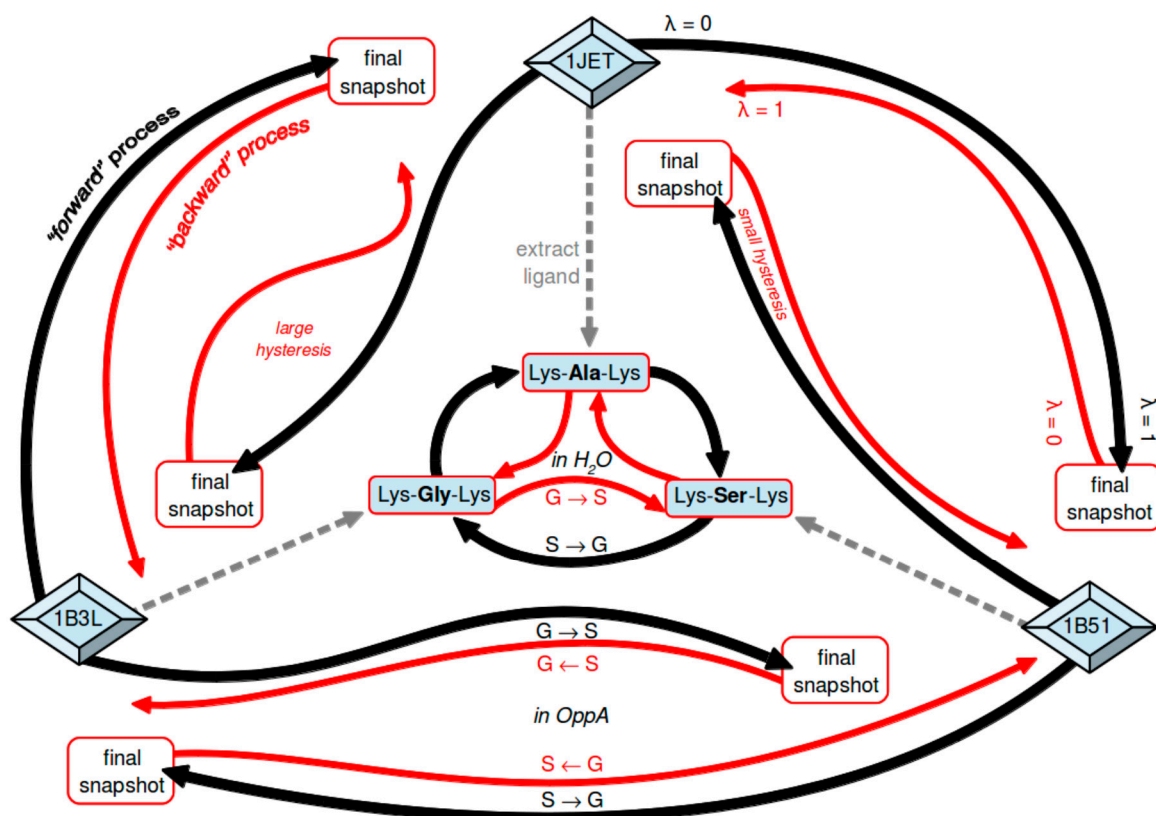 λ = 0
1JET
final
snapshot
λ = 1
"forward" process
"backward" process
final
snapshot
small hysteresis
extract
ligand
large
hysteresis
Lys-Ala-Lys
λ = 0
λ = 1
in H₂O
final
snapshot
Lys-Gly-Lys
G → S
Lys-Ser-Lys
final
snapshot
S → G
1B3L
1B51
G → S
G ← S
final
snapshot
in OppA
final
snapshot
S ← G
S → G